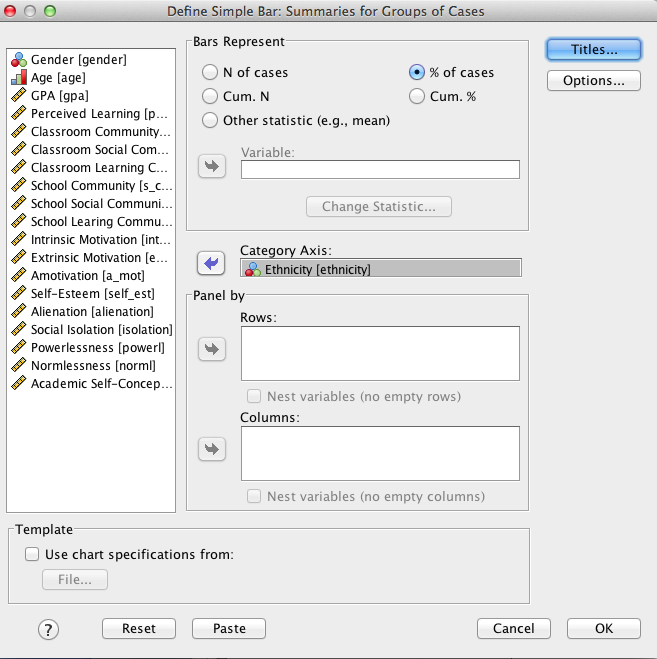 Define Simple Bar: Summaries for Groups of Cases
Gender [gender]
Age [age]
GPA [gpa]
Perceived Learning [p...
Classroom Community...
Classroom Social Com...
Classroom Learning C...
School Community [s_c...
School Social Communi...
School Learing Commu...
Intrinsic Motivation [int...
Extrinsic Motivation [e...
Amotivation [a_mot]
Self-Esteem [self_est]
Alienation [alienation]
Social Isolation [isolation]
Powerlessness [powerl]
Normlessness [norml]
Academic Self-Concep...
Bars Represent
N of cases
% of cases
Cum. N
Cum. %
Other statistic (e.g., mean)
Variable:
Change Statistic...
Category Axis:
Ethnicity [ethnicity]
Panel by
Rows:
Nest variables (no empty rows)
Columns:
Nest variables (no empty columns)
Titles...
Options...
Template
Use chart specifications from:
File...
?
Reset
Paste
Cancel
OK